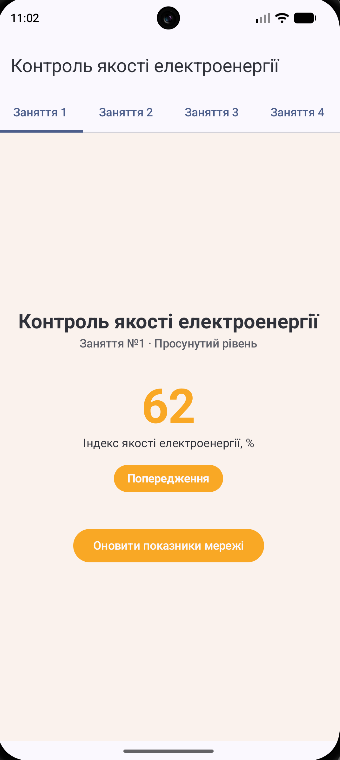 11:02
Контроль якості електроенергії
Заняття 1
Заняття 2
Заняття 3
Заняття 4
Контроль якості електроенергії
Заняття №1 · Просунутий рівень
62
Індекс якості електроенергії, %
Попередження
Оновити показники мережі